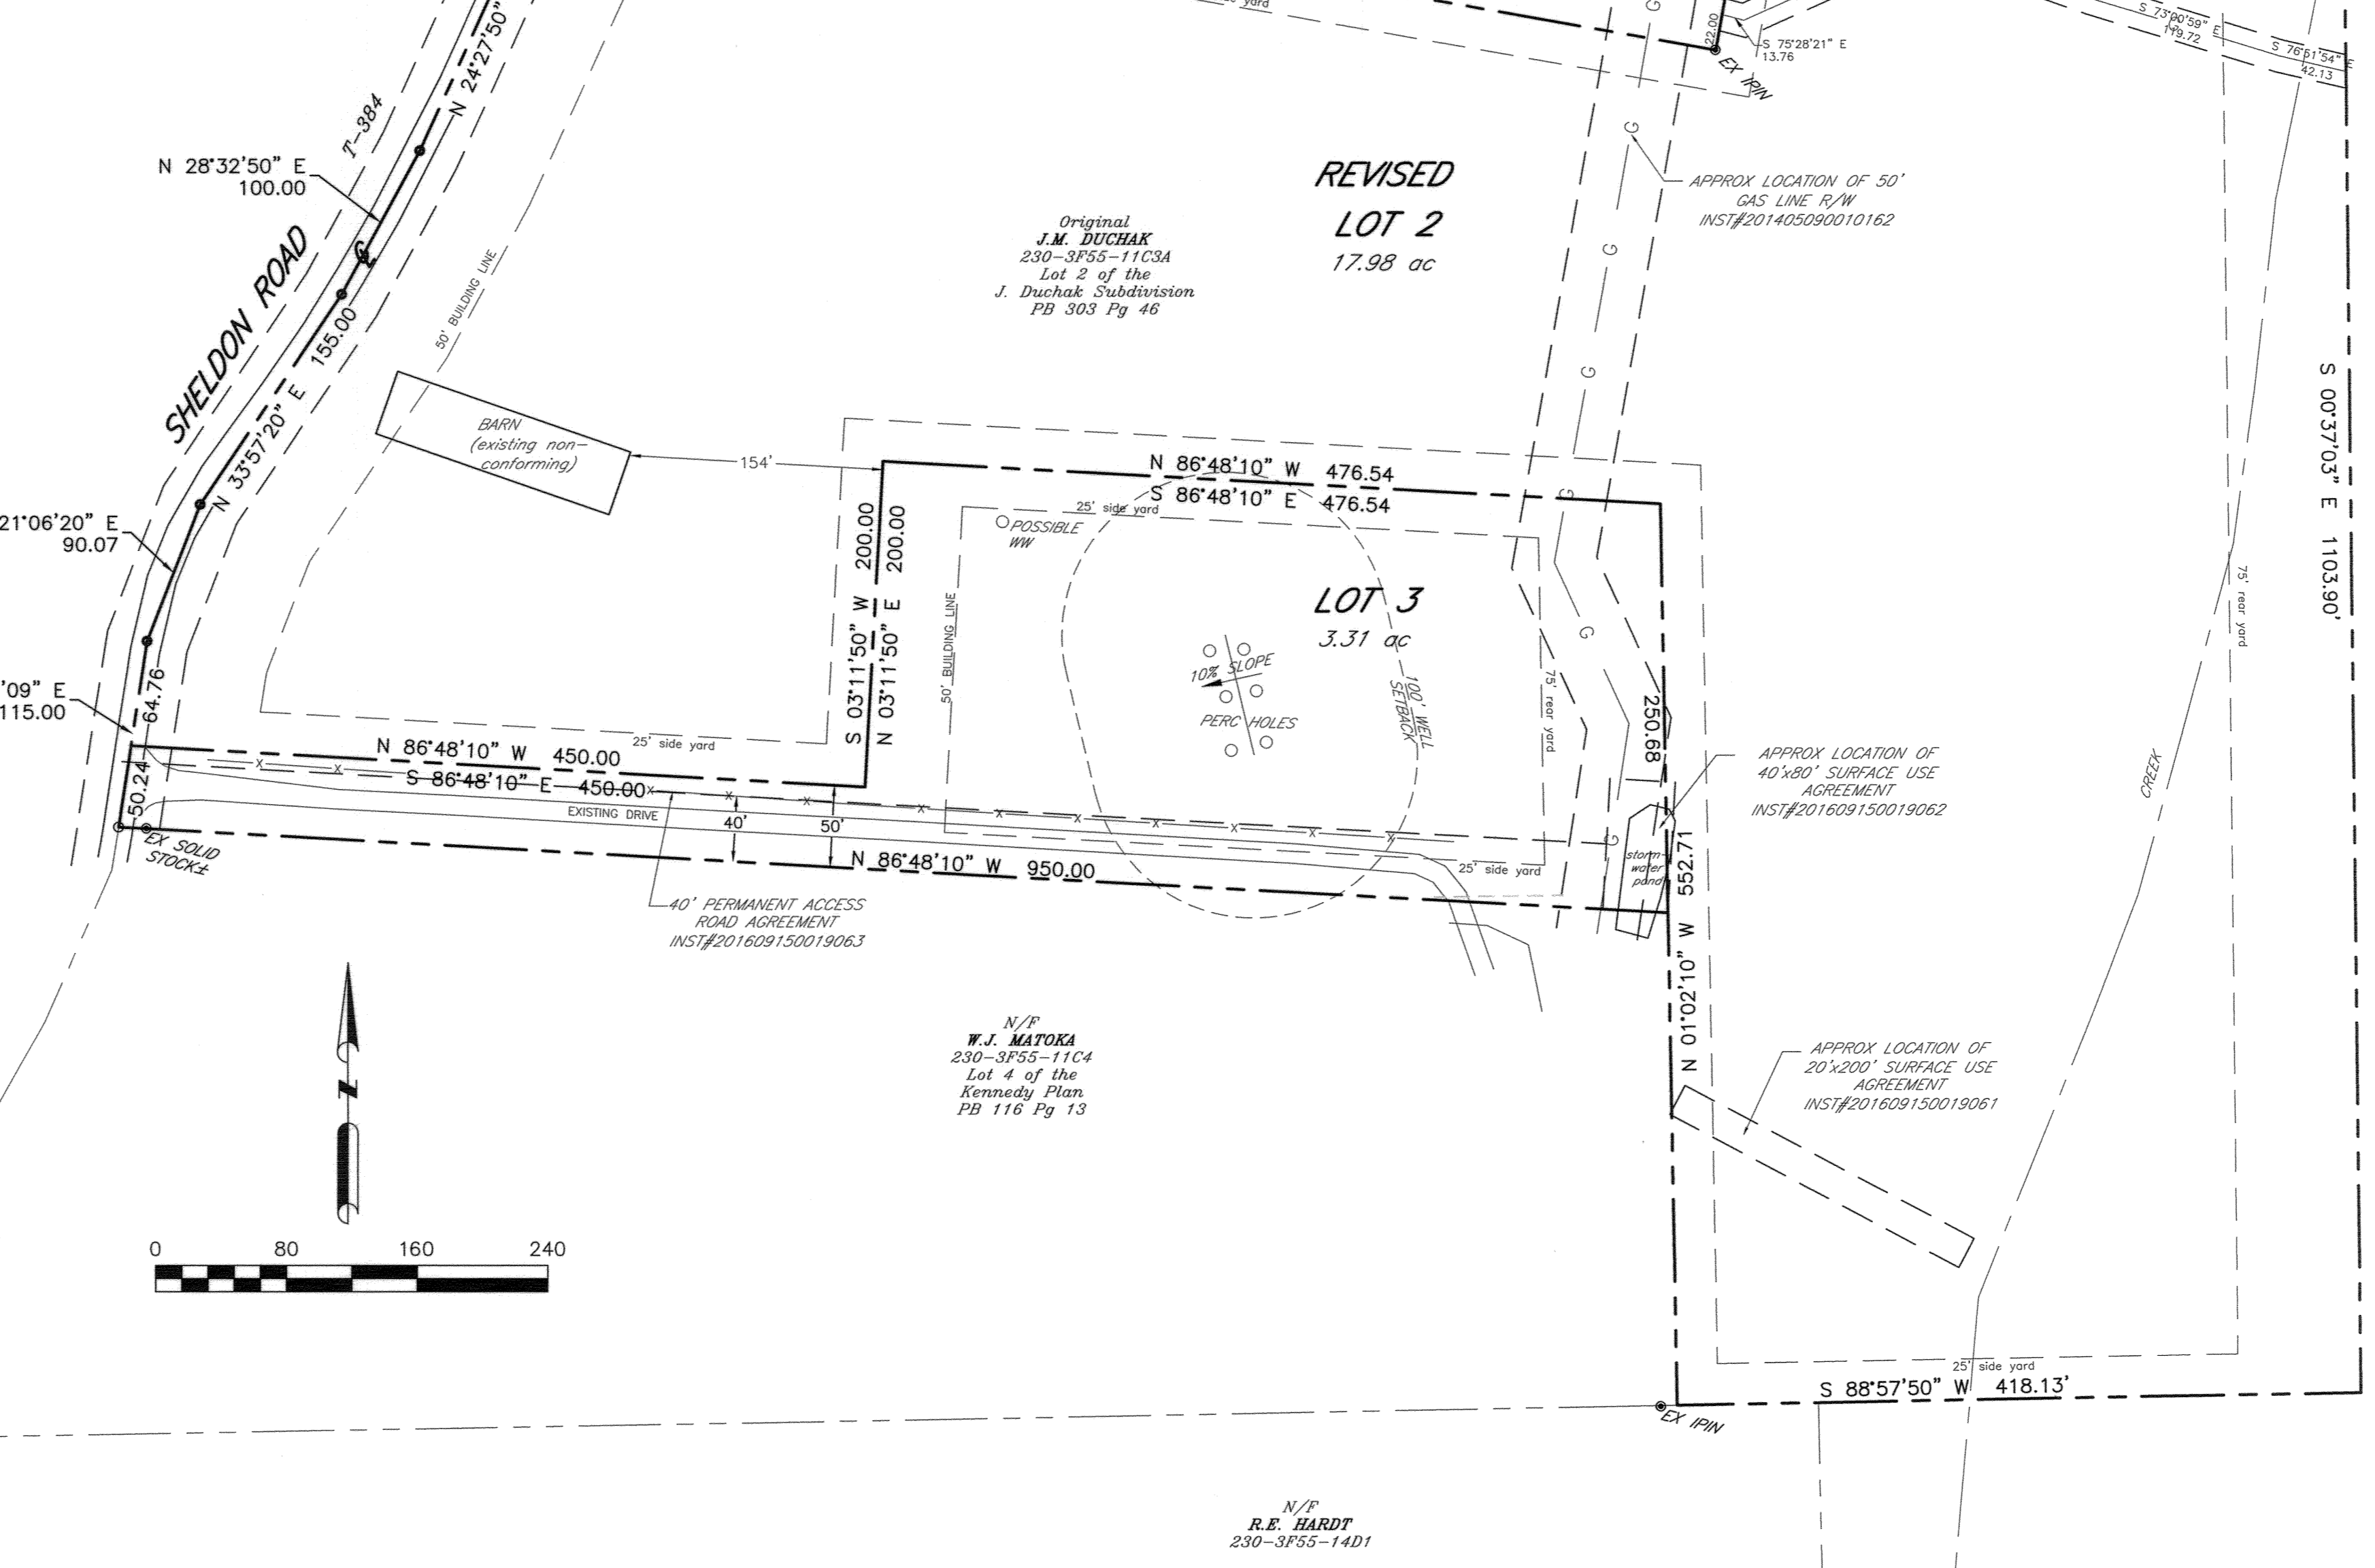 yard
22.00
S 75°28'21" E
13.76
EX IPIN
S 73°00'59" E
119.72
S 76°51'54" E
42.13
N 24°27'50"
T-384
N 28°32'50" E
100.00
SHELDON ROAD
155.00
N 33°57'20" E
50' BUILDING LINE
21°06'20" E
90.07
'09" E
115.00
64.76
50.24
EX SOLID
STOCK±
BARN
(existing non-
conforming)
154'
Original
J.M. DUCHAK
230-3F55-11C3A
Lot 2 of the
J. Duchak Subdivision
PB 303 Pg 46
REVISED
LOT 2
17.98 ac
G
G
G
G
G
G
G
APPROX LOCATION OF 50'
GAS LINE R/W
INST#201405090010162
N 86°48'10" W 476.54
S 86°48'10" E 476.54
25' side yard
POSSIBLE
WW
S 03°11'50" W 200.00
N 03°11'50" E 200.00
50' BUILDING LINE
LOT 3
3.31 ac
10% SLOPE
PERC HOLES
100' WELL
SETBACK
75' rear yard
250.68
S 00°37'03" E 1103.90'
75' rear yard
CREEK
25' side yard
N 86°48'10" W 450.00
S 86°48'10" E 450.00
x x x x x x x x x x x x x
EXISTING DRIVE
40'
50'
N 86°48'10" W 950.00
25' side yard
G
storm-
water
pond
APPROX LOCATION OF
40'x80' SURFACE USE
AGREEMENT
INST#201609150019062
N 01°02'10" W 552.71
40' PERMANENT ACCESS
ROAD AGREEMENT
INST#201609150019063
N/F
W.J. MATOKA
230-3F55-11C4
Lot 4 of the
Kennedy Plan
PB 116 Pg 13
N
APPROX LOCATION OF
20'x200' SURFACE USE
AGREEMENT
INST#201609150019061
0 80 160 240
25' side yard
S 88°57'50" W 418.13'
EX IPIN
N/F
R.E. HARDT
230-3F55-14D1